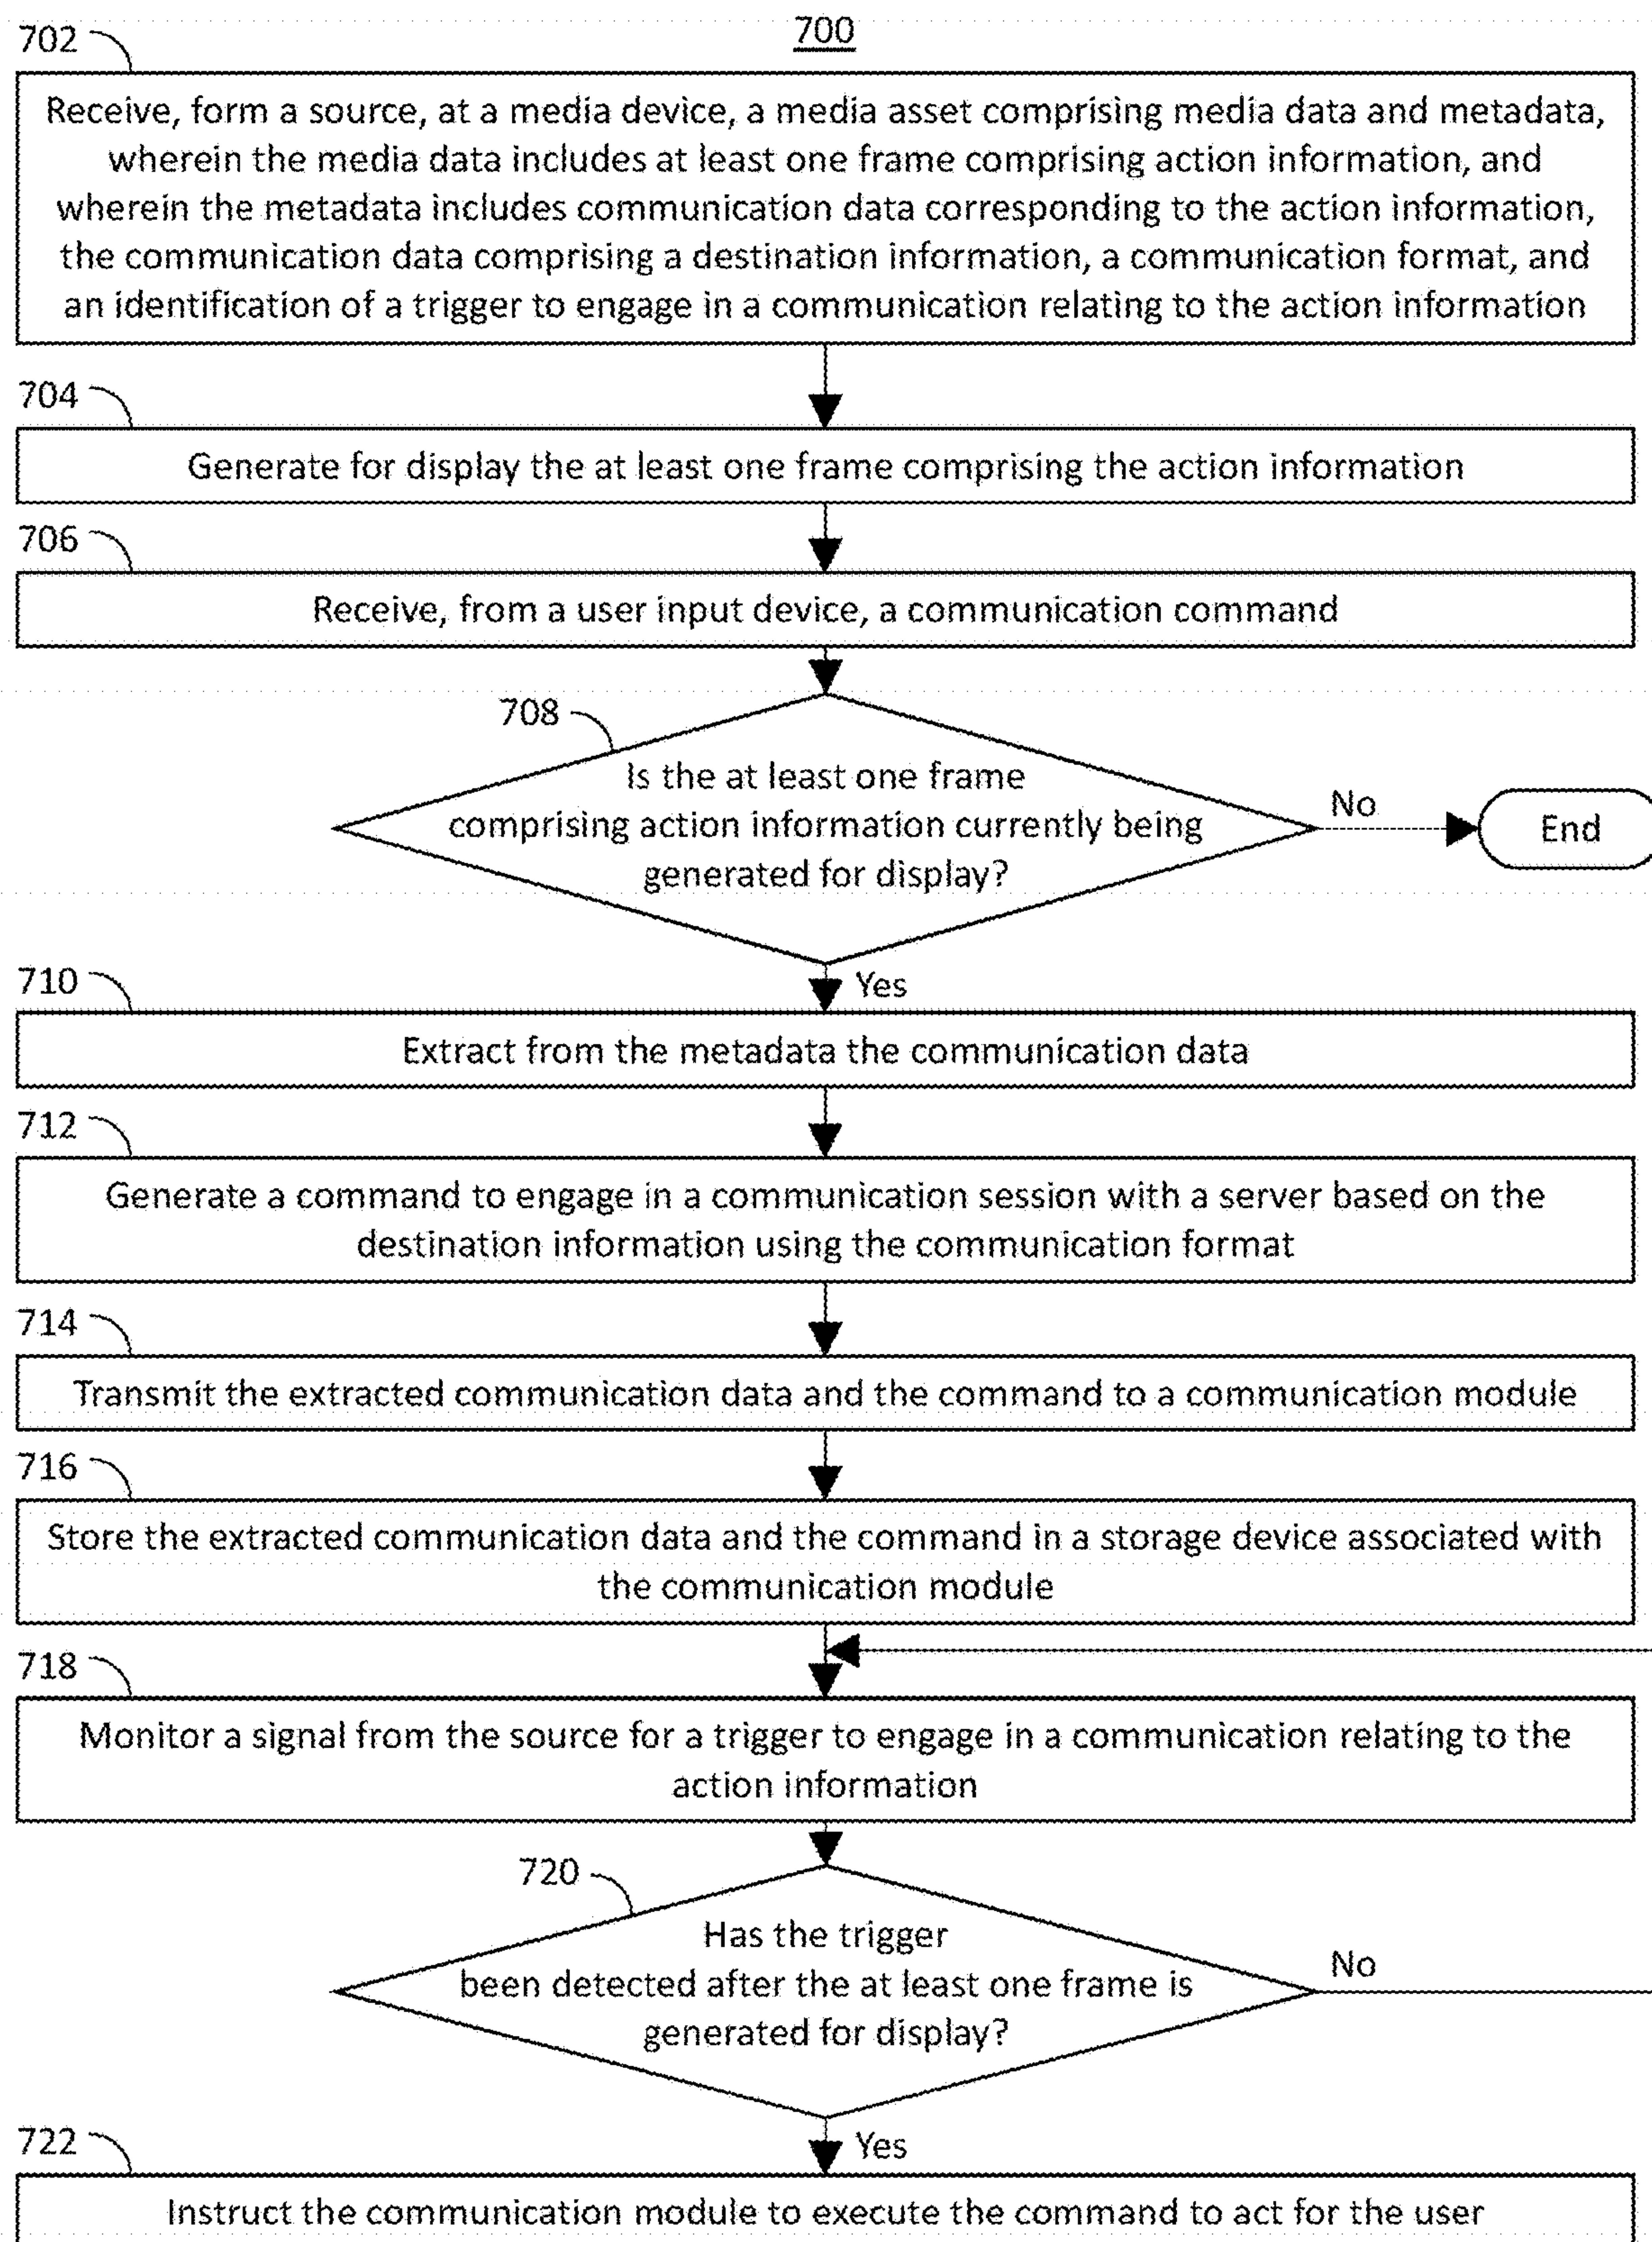 700
702
Receive, form a source, at a media device, a media asset comprising media data and metadata,
wherein the media data includes at least one frame comprising action information, and
wherein the metadata includes communication data corresponding to the action information,
the communication data comprising a destination information, a communication format, and
an identification of a trigger to engage in a communication relating to the action information
704
Generate for display the at least one frame comprising the action information
706
Receive, from a user input device, a communication command
708
Is the at least one frame
comprising action information currently being
generated for display?
No
End
Yes
710
Extract from the metadata the communication data
712
Generate a command to engage in a communication session with a server based on the
destination information using the communication format
714
Transmit the extracted communication data and the command to a communication module
716
Store the extracted communication data and the command in a storage device associated with
the communication module
718
Monitor a signal from the source for a trigger to engage in a communication relating to the
action information
720
Has the trigger
been detected after the at least one frame is
generated for display?
No
Yes
722
Instruct the communication module to execute the command to act for the user